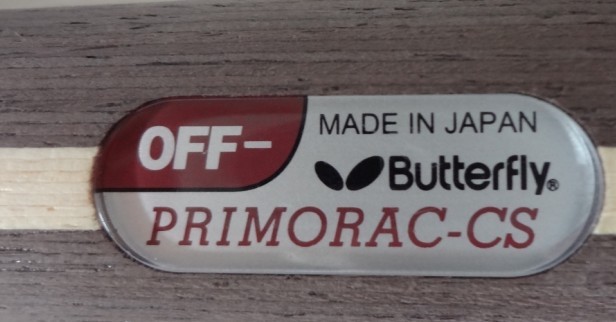 OFF-
MADE IN JAPAN
Butterfly®
PRIMORAC-CS